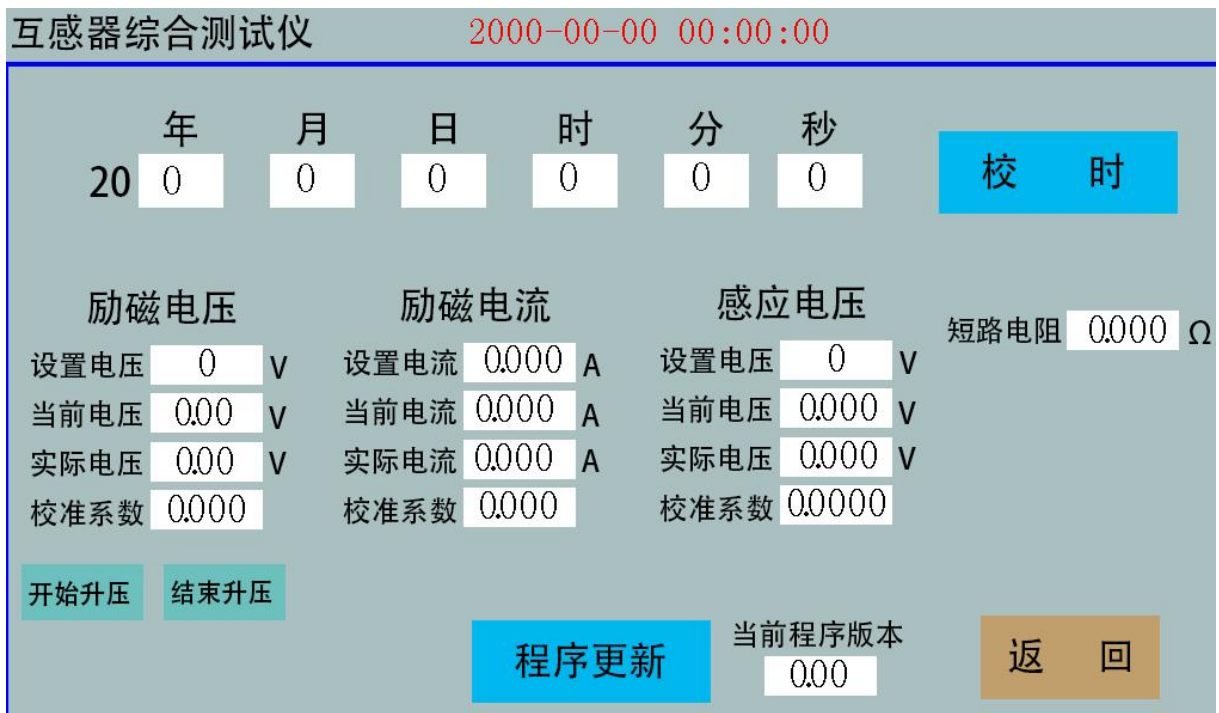 互感器综合测试仪 2000-00-00 00:00:00
年 月 日 时 分 秒
20 0 0 0 0 0 0 校 时
励磁电压 励磁电流 感应电压
短路电阻 0.000 Ω
设置电压 0 V 设置电流 0.000 A 设置电压 0 V
当前电压 0.00 V 当前电流 0.000 A 当前电压 0.000 V
实际电压 0.00 V 实际电流 0.000 A 实际电压 0.000 V
校准系数 0.000 校准系数 0.000 校准系数 0.0000
开始升压 结束升压
程序更新 当前程序版本 返 回
0.00